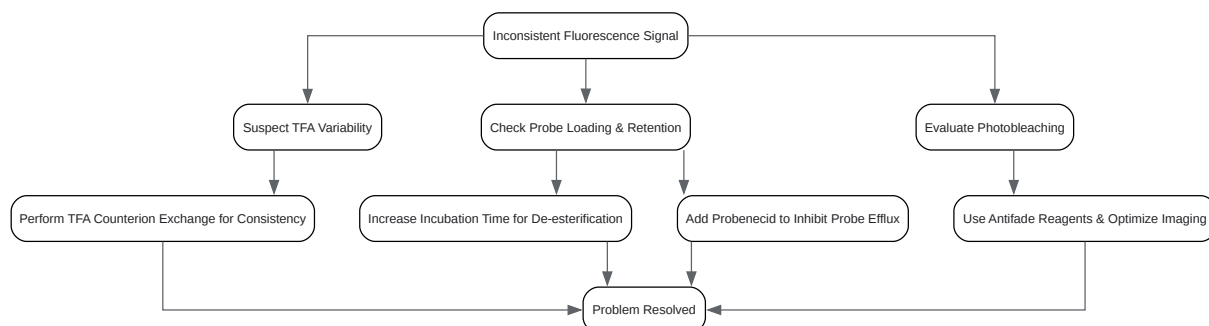 Inconsistent Fluorescence Signal
Suspect TFA Variability
Check Probe Loading & Retention
Evaluate Photobleaching
Perform TFA Counterion Exchange for Consistency
Increase Incubation Time for De-esterification
Add Probenecid to Inhibit Probe Efflux
Use Antifade Reagents & Optimize Imaging
Problem Resolved